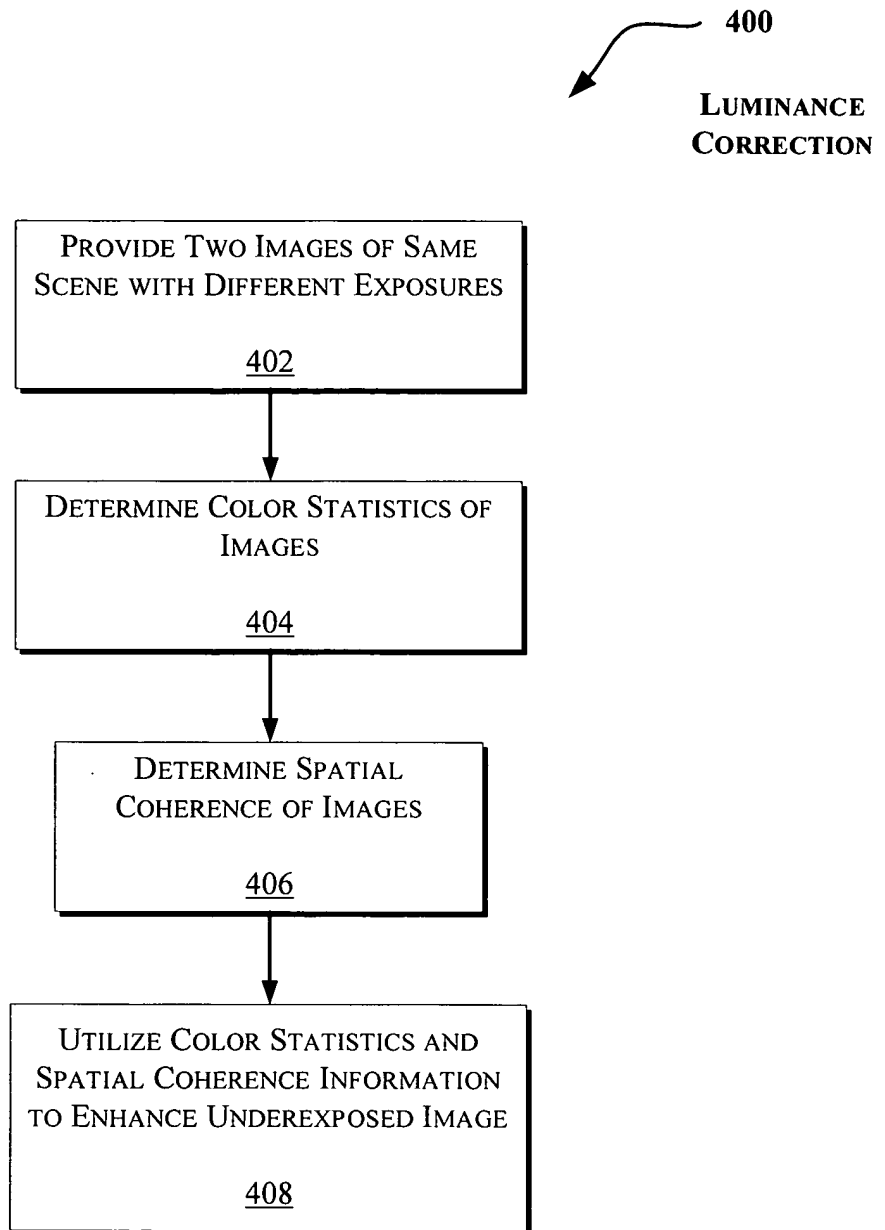 400
LUMINANCE
CORRECTION
PROVIDE TWO IMAGES OF SAME
SCENE WITH DIFFERENT EXPOSURES
402
DETERMINE COLOR STATISTICS OF
IMAGES
404
DETERMINE SPATIAL
COHERENCE OF IMAGES
406
UTILIZE COLOR STATISTICS AND
SPATIAL COHERENCE INFORMATION
TO ENHANCE UNDEREXPOSED IMAGE
408